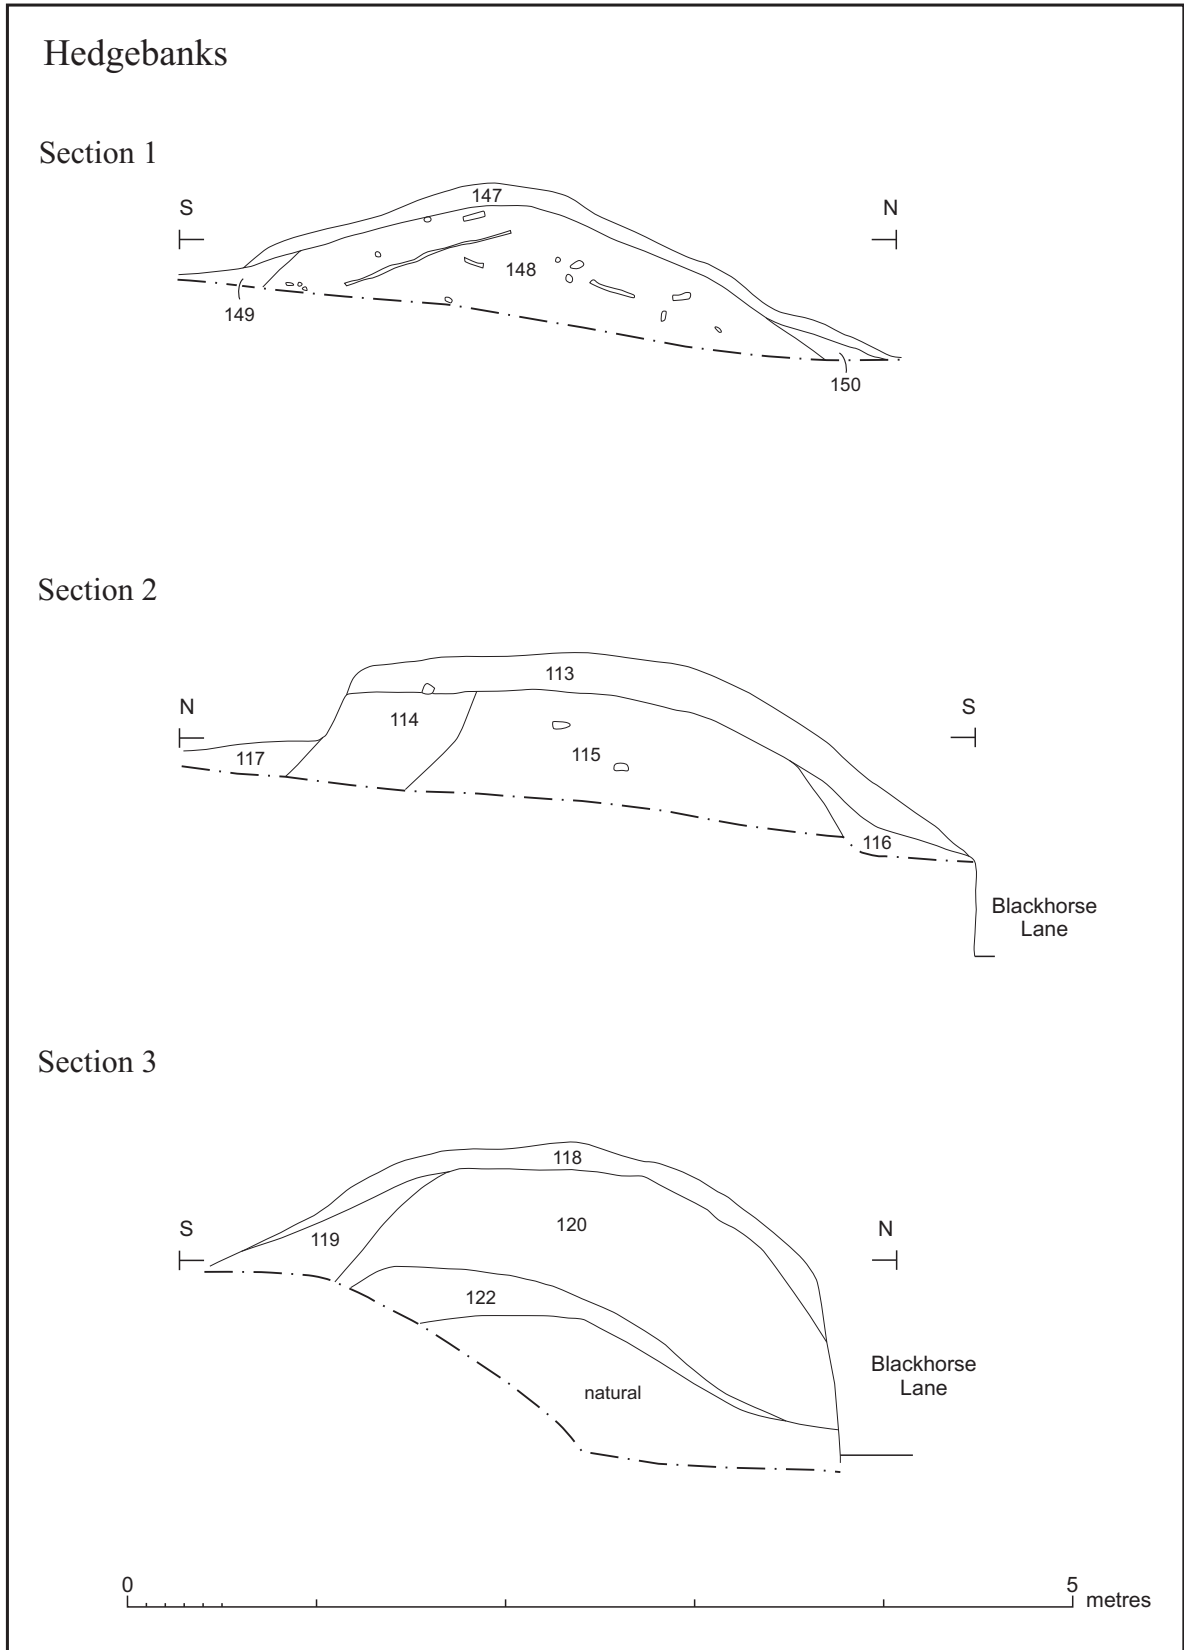 Hedgebanks
Section 1
S
N
147
148
149
150
Section 2
N
S
113
114
115
117
116
Blackhorse
Lane
Section 3
S
N
118
120
119
122
natural
Blackhorse
Lane
0
5
metres